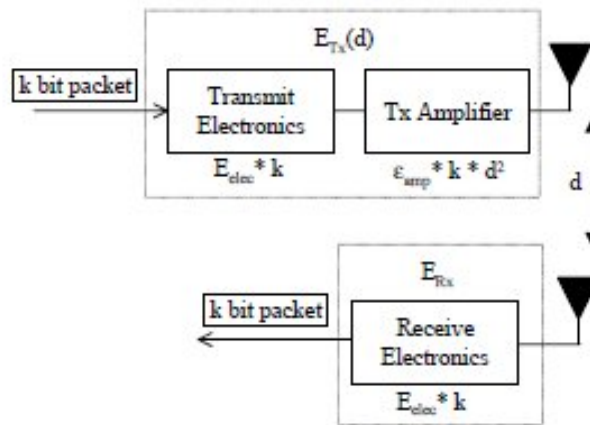 E_Tx(d)
k bit packet
Transmit
Electronics
Tx Amplifier
E_elec* k
ε_amp* k * d²
d
E_Rx
k bit packet
Receive
Electronics
E_elec* k